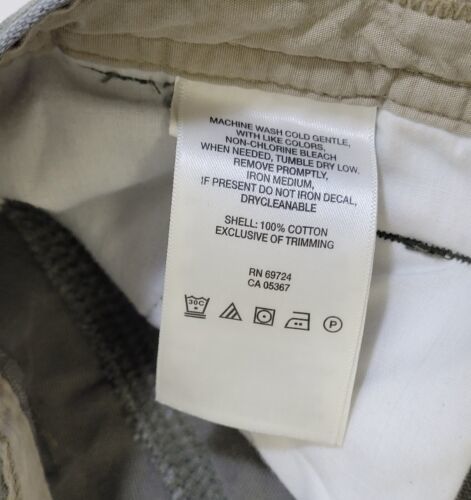 MACHINE WASH COLD GENTLE,
WITH LIKE COLORS,
NON-CHLORINE BLEACH
WHEN NEEDED, TUMBLE DRY LOW.
REMOVE PROMPTLY,
IRON MEDIUM,
IF PRESENT DO NOT IRON DECAL,
DRYCLEANABLE
SHELL: 100% COTTON
EXCLUSIVE OF TRIMMING
RN 69724
CA 05367
30C P